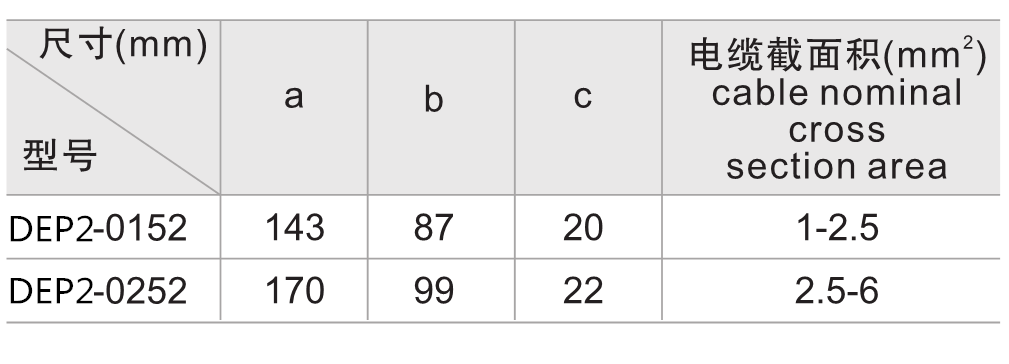 尺寸(mm)
型号
a
b
c
电缆截面积(mm²)
cable nominal
cross
section area
DEP2-0152 143 87 20 1-2.5
DEP2-0252 170 99 22 2.5-6